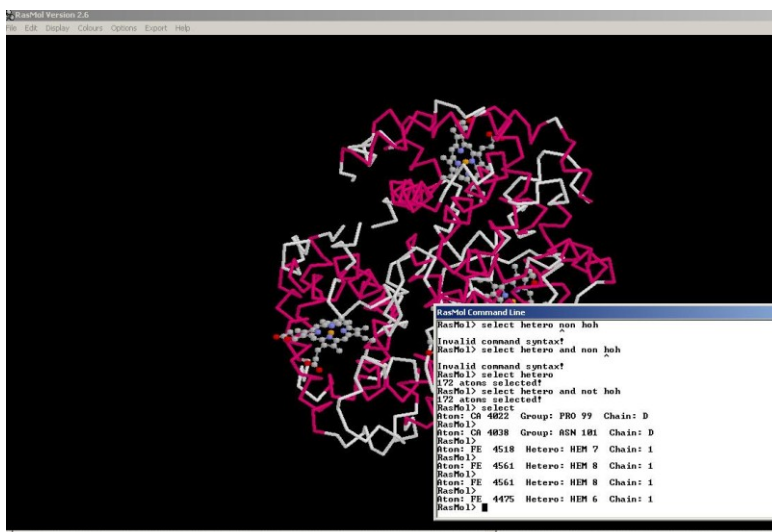 RasMol Version 2.6
File Edit Display Colours Options Export Help
RasMol Command Line
RasMol> select hetero non hoh
^
Invalid command syntax!
RasMol> select hetero and non hoh
^
Invalid command syntax!
RasMol> select hetero
172 atoms selected!
RasMol> select hetero and not hoh
172 atoms selected!
RasMol> select
Atom: CA 4022 Group: PRO 99 Chain: D
RasMol>
Atom: CA 4038 Group: ASN 101 Chain: D
RasMol>
Atom: FE 4518 Hetero: HEM 7 Chain: 1
RasMol>
Atom: FE 4561 Hetero: HEM 8 Chain: 1
RasMol>
Atom: FE 4561 Hetero: HEM 8 Chain: 1
RasMol>
Atom: FE 4475 Hetero: HEM 6 Chain: 1
RasMol>